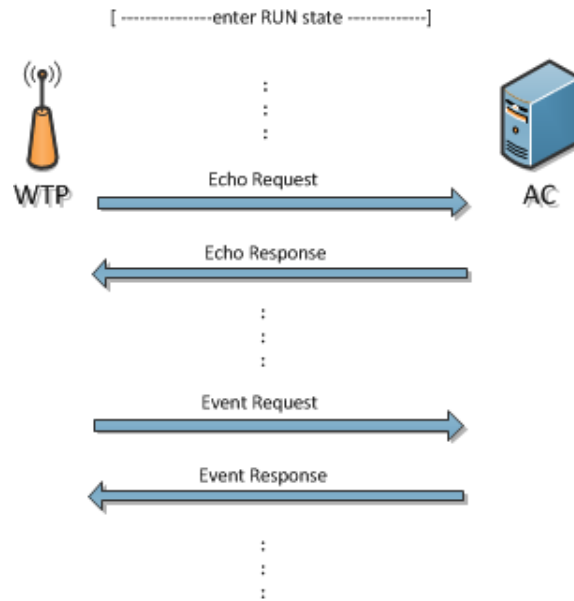 [ ---------------enter RUN state ------------]
:
:
:
WTP
AC
Echo Request
Echo Response
:
:
:
Event Request
Event Response
:
:
: